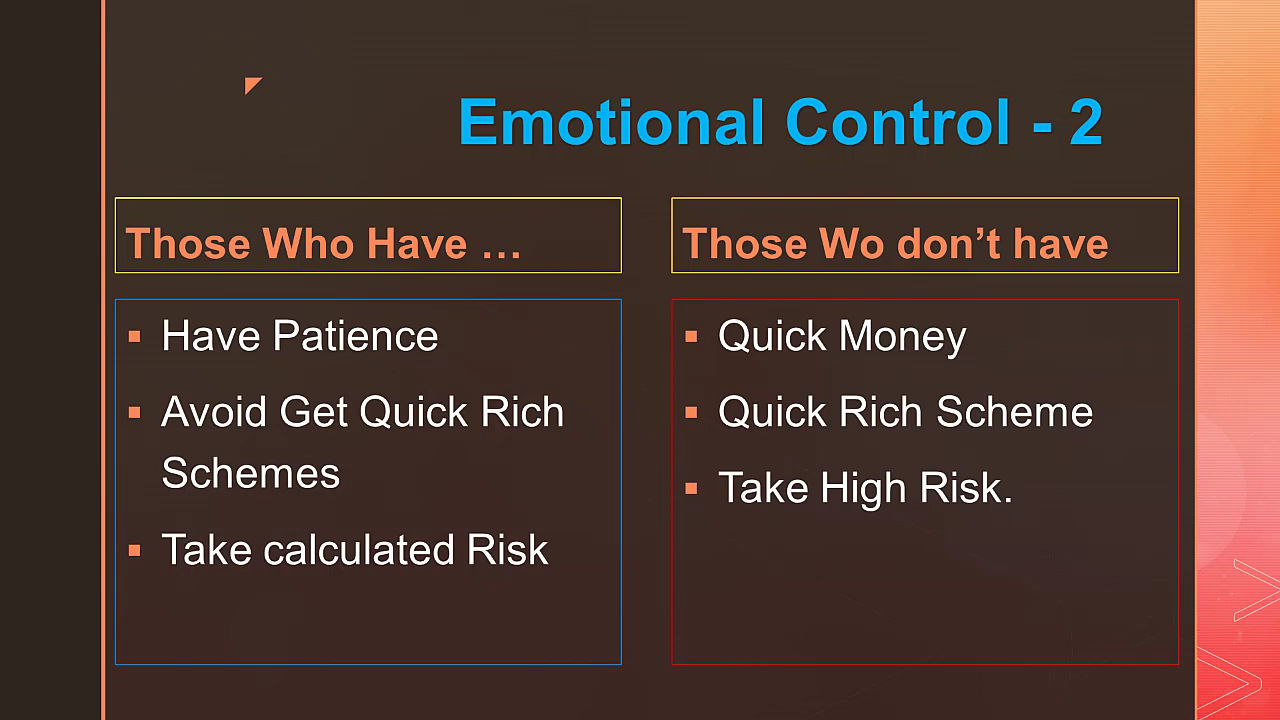 Emotional Control - 2
Those Who Have …
Have Patience
Avoid Get Quick Rich
Schemes
Take calculated Risk
Those Wo don’t have
Quick Money
Quick Rich Scheme
Take High Risk.